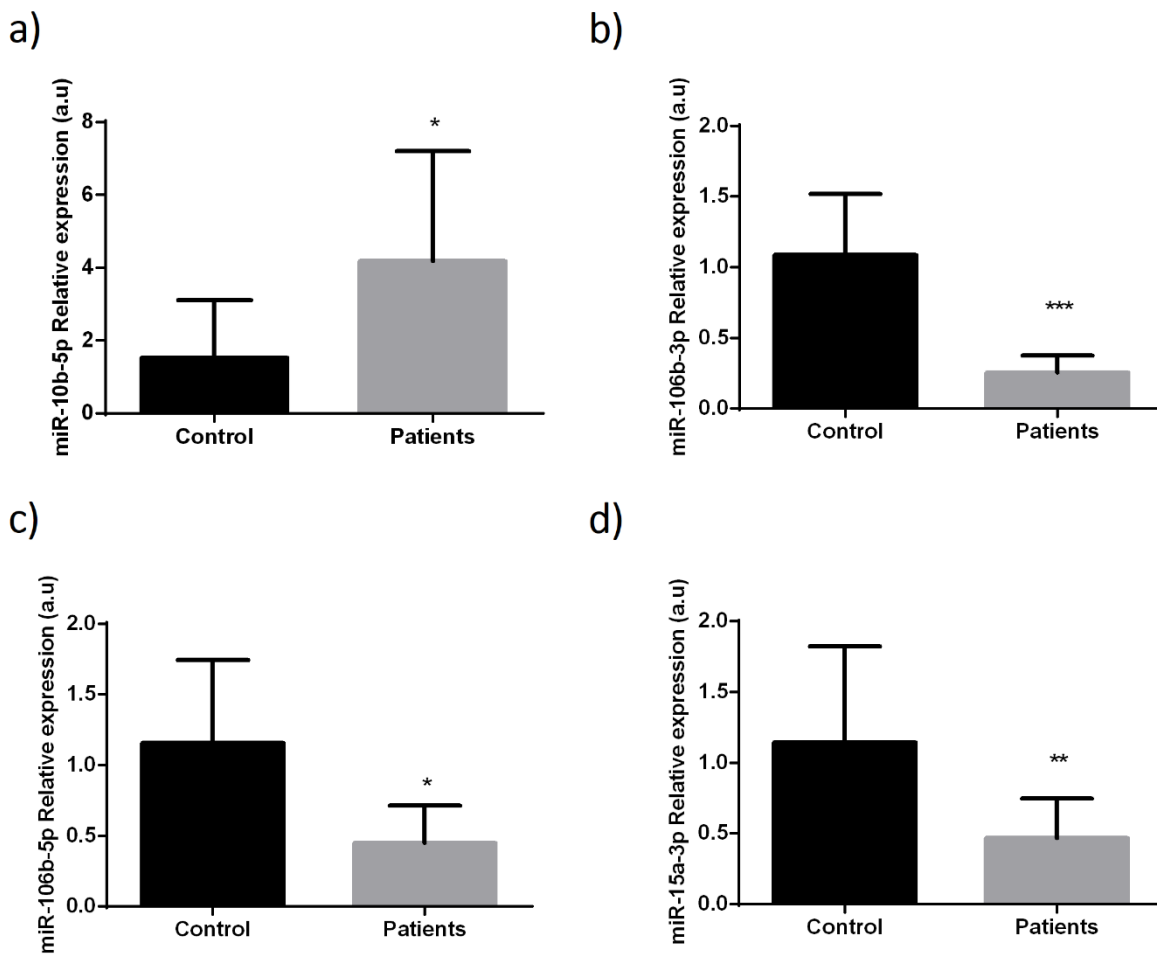 a)
miR-10b-5p Relative expression (a.u)
8
6
4
2
0
*
Control Patients
b)
miR-106b-3p Relative expression (a.u)
2.0
1.5
1.0
0.5
0.0
***
Control Patients
c)
miR-106b-5p Relative expression (a.u)
2.0
1.5
1.0
0.5
0.0
*
Control Patients
d)
miR-15a-3p Relative expression (a.u)
2.0
1.5
1.0
0.5
0.0
**
Control Patients